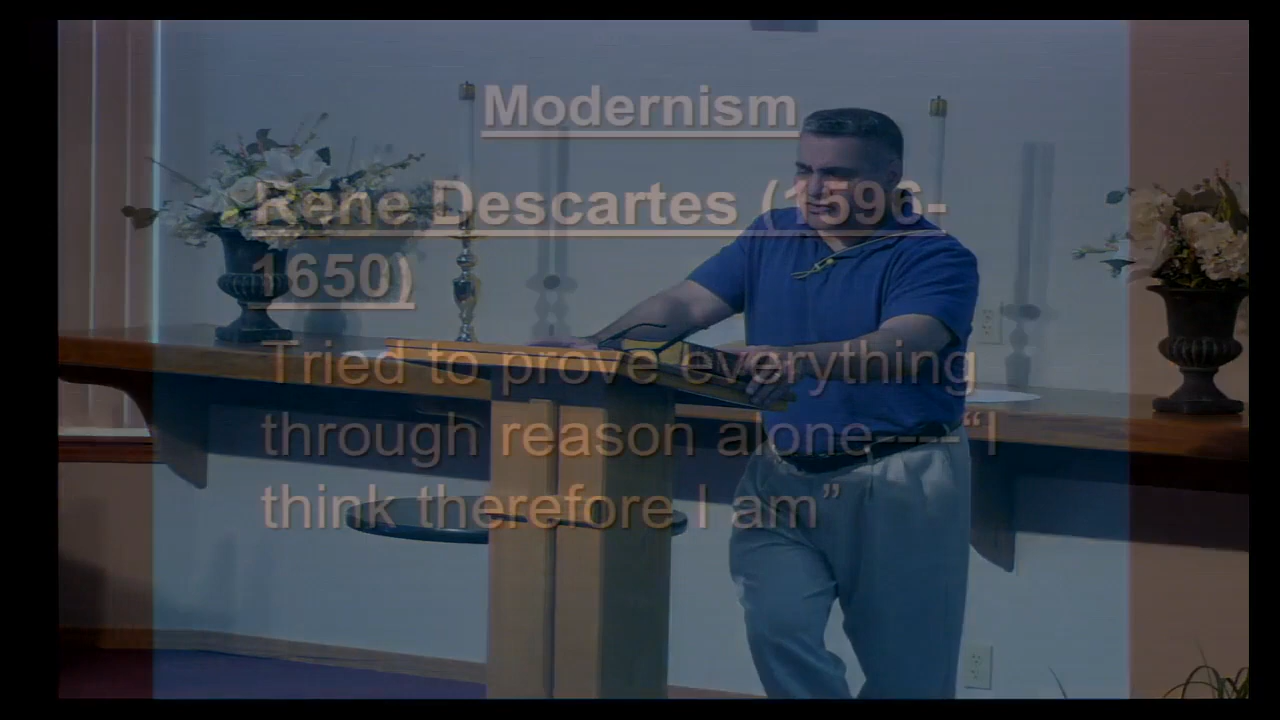 Modernism
Rene Descartes (1596-
1650)
Tried to prove everything
through reason alone----“I
think therefore I am”